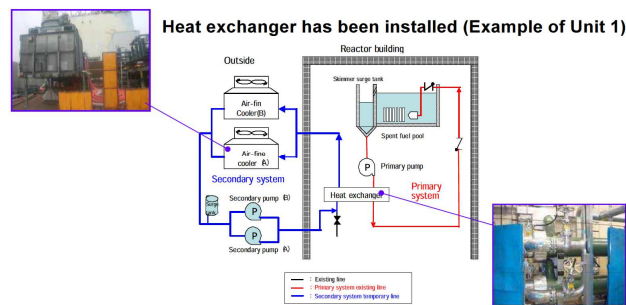 Heat exchanger has been installed (Example of Unit 1)
Reactor building
Outside
Skimmer surge tank
Air-fin
Cooler(B)
Spent fuel pool
Air-fine
cooler (A)
P
Primary pump
Secondary system
Heat exchanger
Primary
system
Secondary pump (B)
Surge
tank
P
P
Secondary pump (A)
: Existing line
: Primary system existing line
: Secondary system temporary line